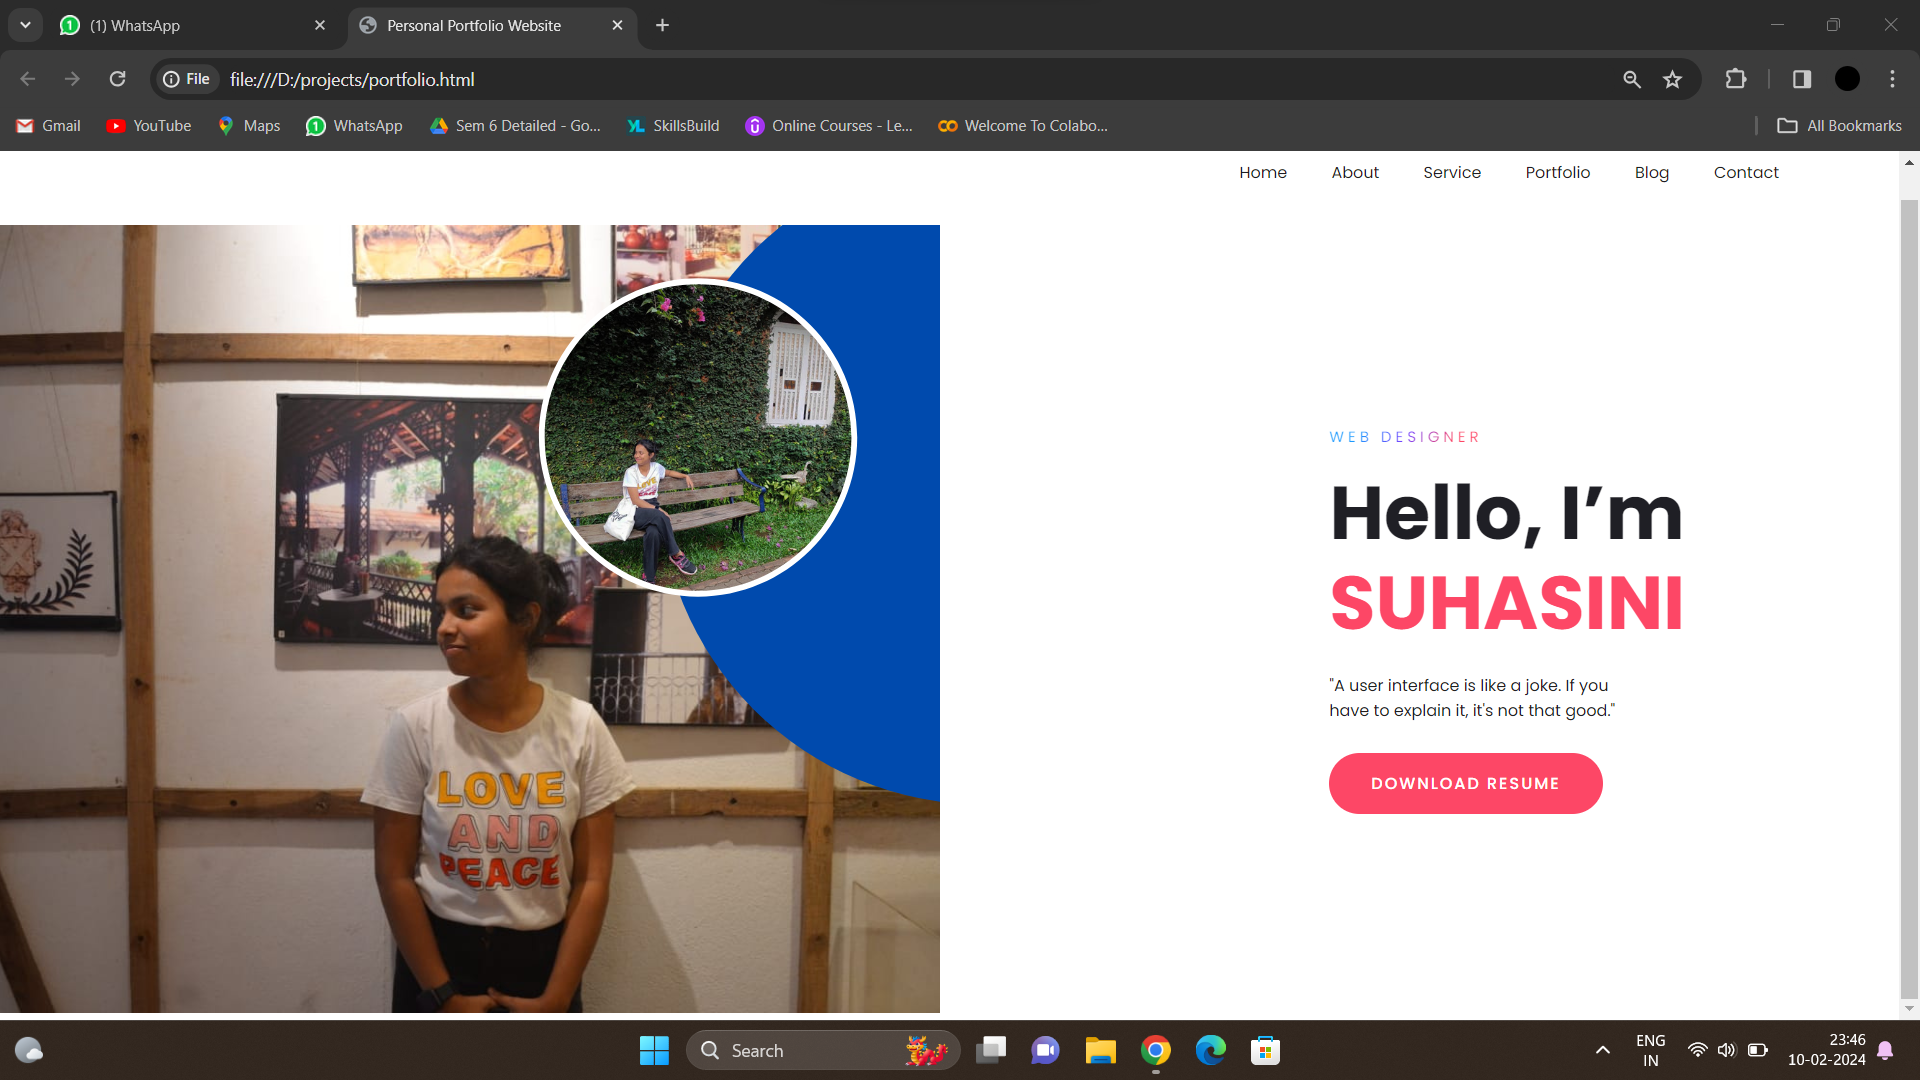 (1) WhatsApp
Personal Portfolio Website
File
file:///D:/projects/portfolio.html
Gmail
YouTube
Maps
WhatsApp
Sem 6 Detailed - Go...
SkillsBuild
Online Courses - Le...
Welcome To Colabo...
All Bookmarks
Home
About
Service
Portfolio
Blog
Contact
LOVE
AND
PEACE
WEB DESIGNER
Hello, I’m
SUHASINI
"A user interface is like a joke. If you
have to explain it, it's not that good."
DOWNLOAD RESUME
Search
ENG
IN
23:46
10-02-2024